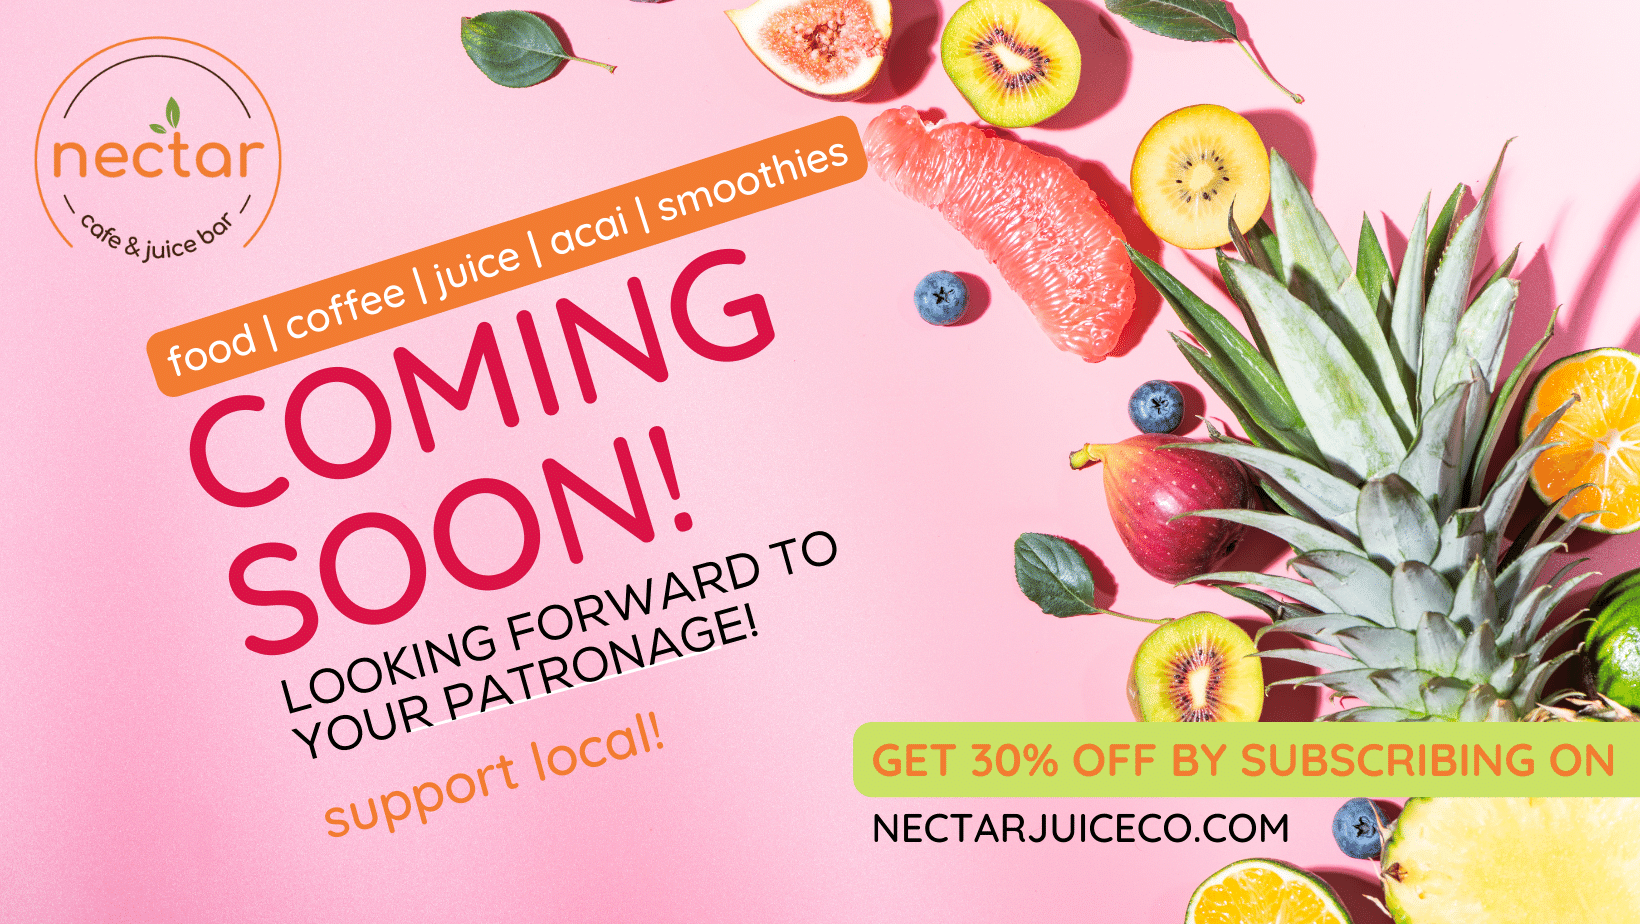 nectar
cafe & juice bar
food | coffee | juice | acai | smoothies
COMING
SOON!
LOOKING FORWARD TO
YOUR PATRONAGE!
support local!
GET 30% OFF BY SUBSCRIBING ON
NECTARJUICECO.COM